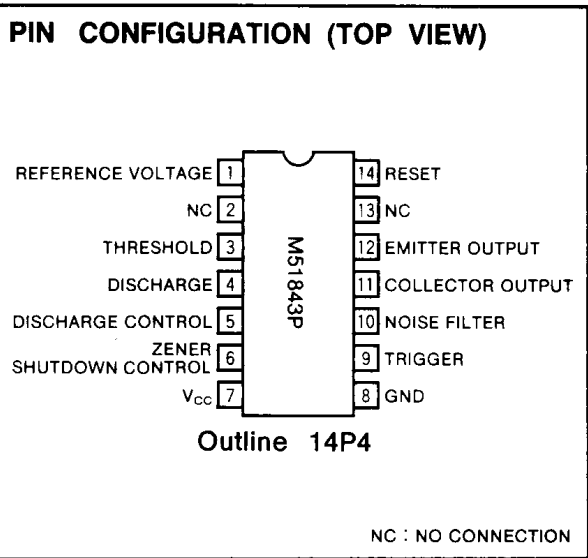 PIN CONFIGURATION (TOP VIEW)
REFERENCE VOLTAGE 1
NC 2
THRESHOLD 3
DISCHARGE 4
DISCHARGE CONTROL 5
ZENER
SHUTDOWN CONTROL 6
Vcc 7
M51843P
14 RESET
13 NC
12 EMITTER OUTPUT
11 COLLECTOR OUTPUT
10 NOISE FILTER
9 TRIGGER
8 GND
Outline 14P4
NC : NO CONNECTION